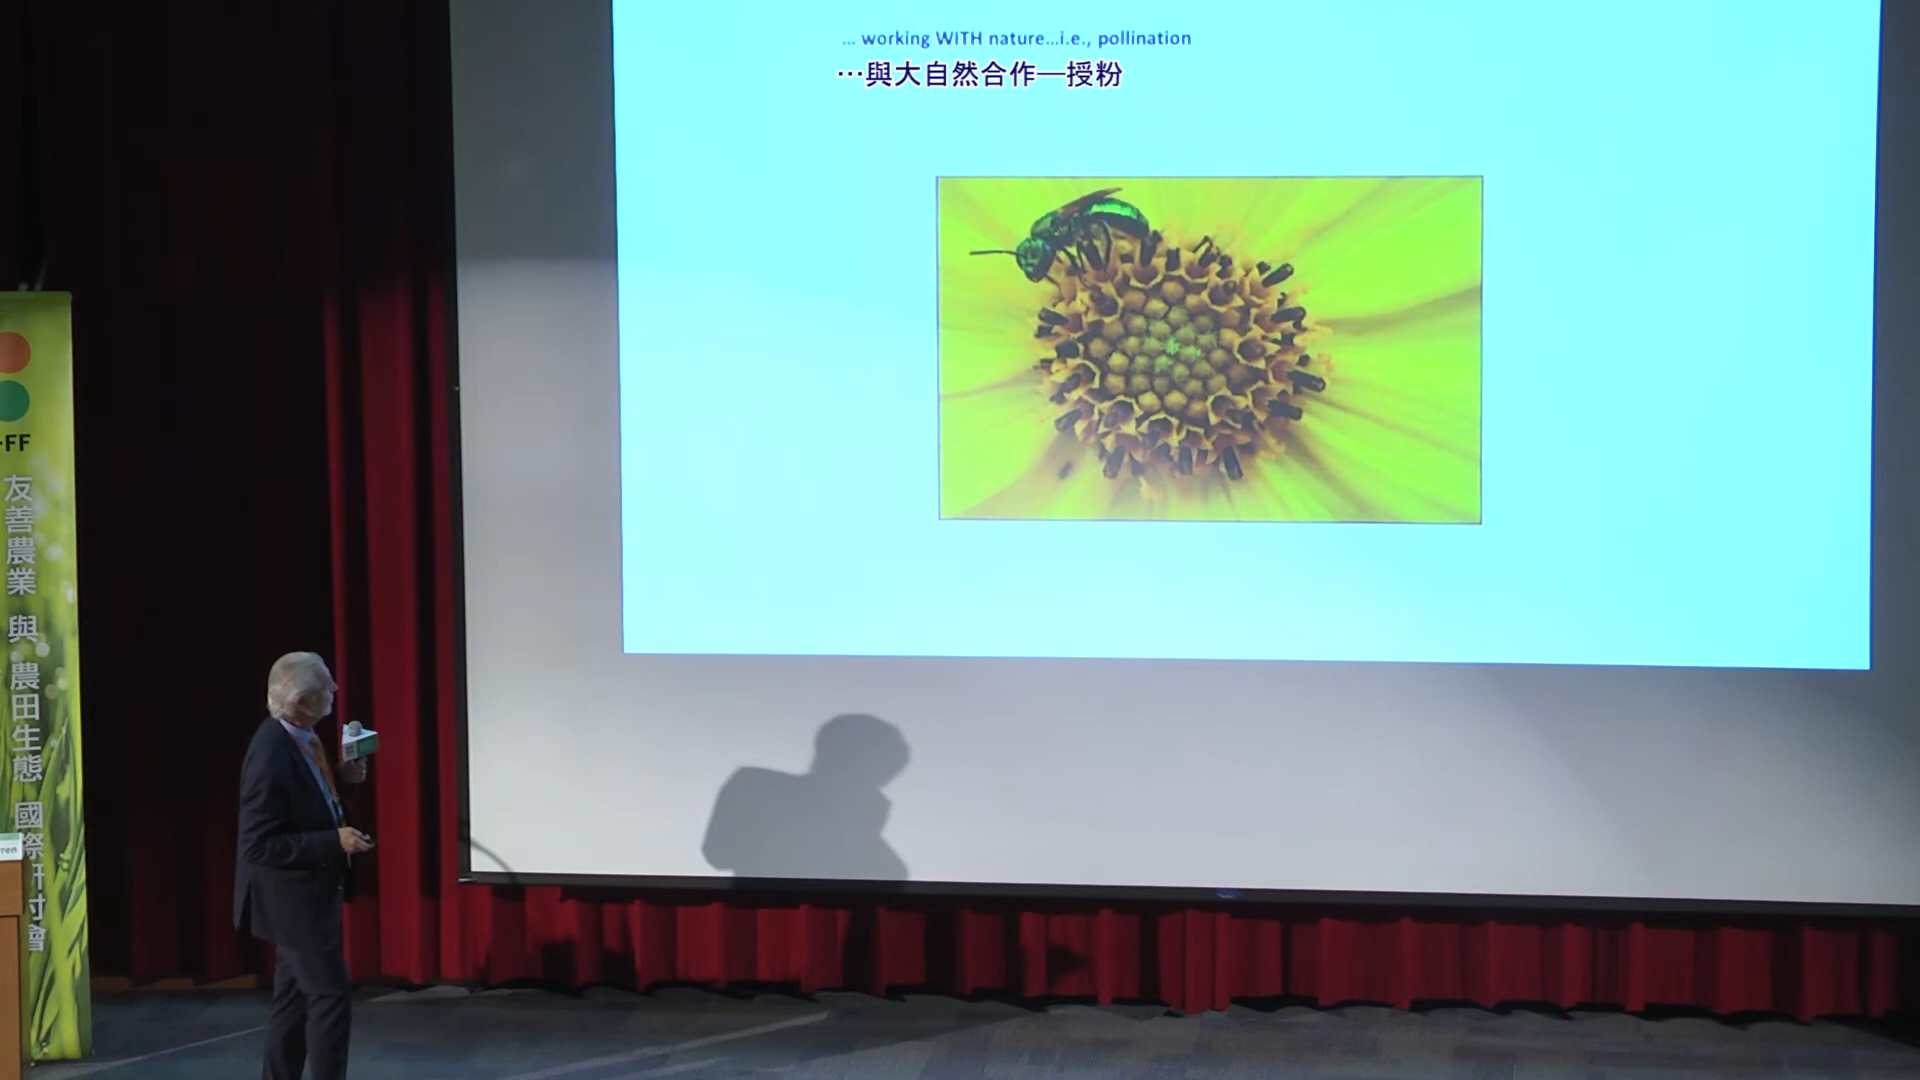 ... working WITH nature...i.e., pollination
…與大自然合作—授粉
-FF
友善農業 與 農田生態 國際研討會
ren